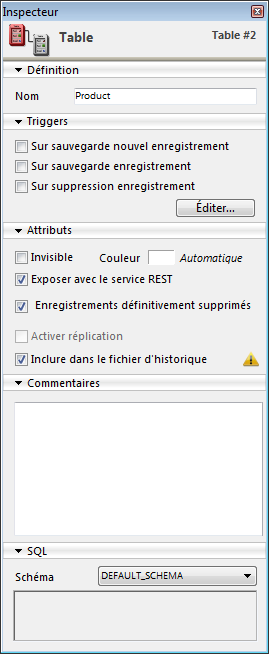 Inspecteur
Table
Table #2
Définition
Nom
Product
Triggers
Sur sauvegarde nouvel enregistrement
Sur sauvegarde enregistrement
Sur suppression enregistrement
Éditer...
Attributs
Invisible
Couleur
Automatique
Exposer avec le service REST
Enregistrements définitivement supprimés
Activer réplication
Inclure dans le fichier d'historique
Commentaires
SQL
Schéma
DEFAULT_SCHEMA